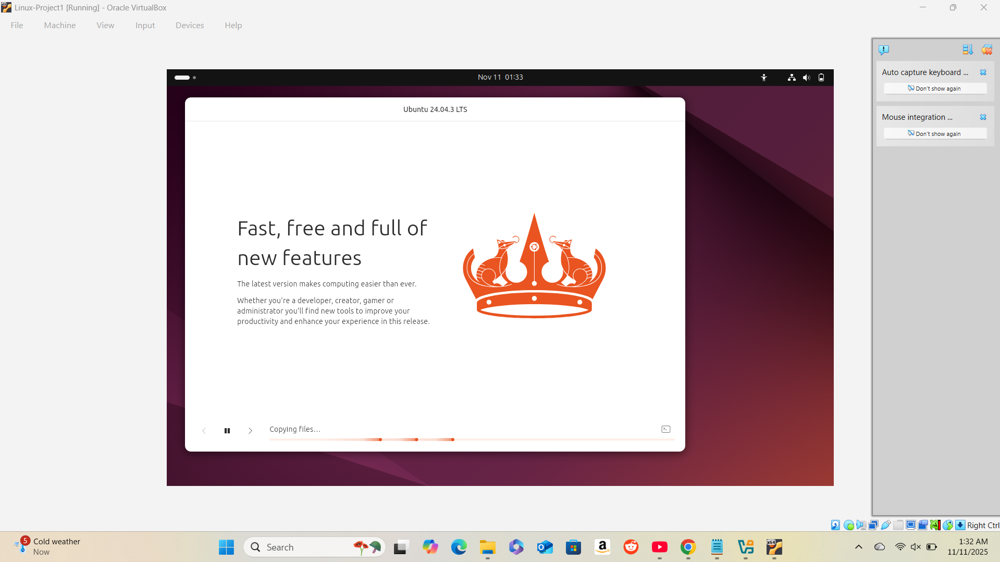 Linux-Project1 [Running] - Oracle VirtualBox
File Machine View Input Devices Help
Auto capture keyboard ...
Don't show again
Mouse integration ...
Don't show again
Nov 11 01:33
Ubuntu 24.04.3 LTS
Fast, free and full of
new features
The latest version makes computing easier than ever.
Whether you're a developer, creator, gamer or
administrator you'll find new tools to improve your
productivity and enhance your experience in this release.
Copying files...
Right Ctrl
5
Cold weather
Now
Search
x64
1:32 AM
11/11/2025